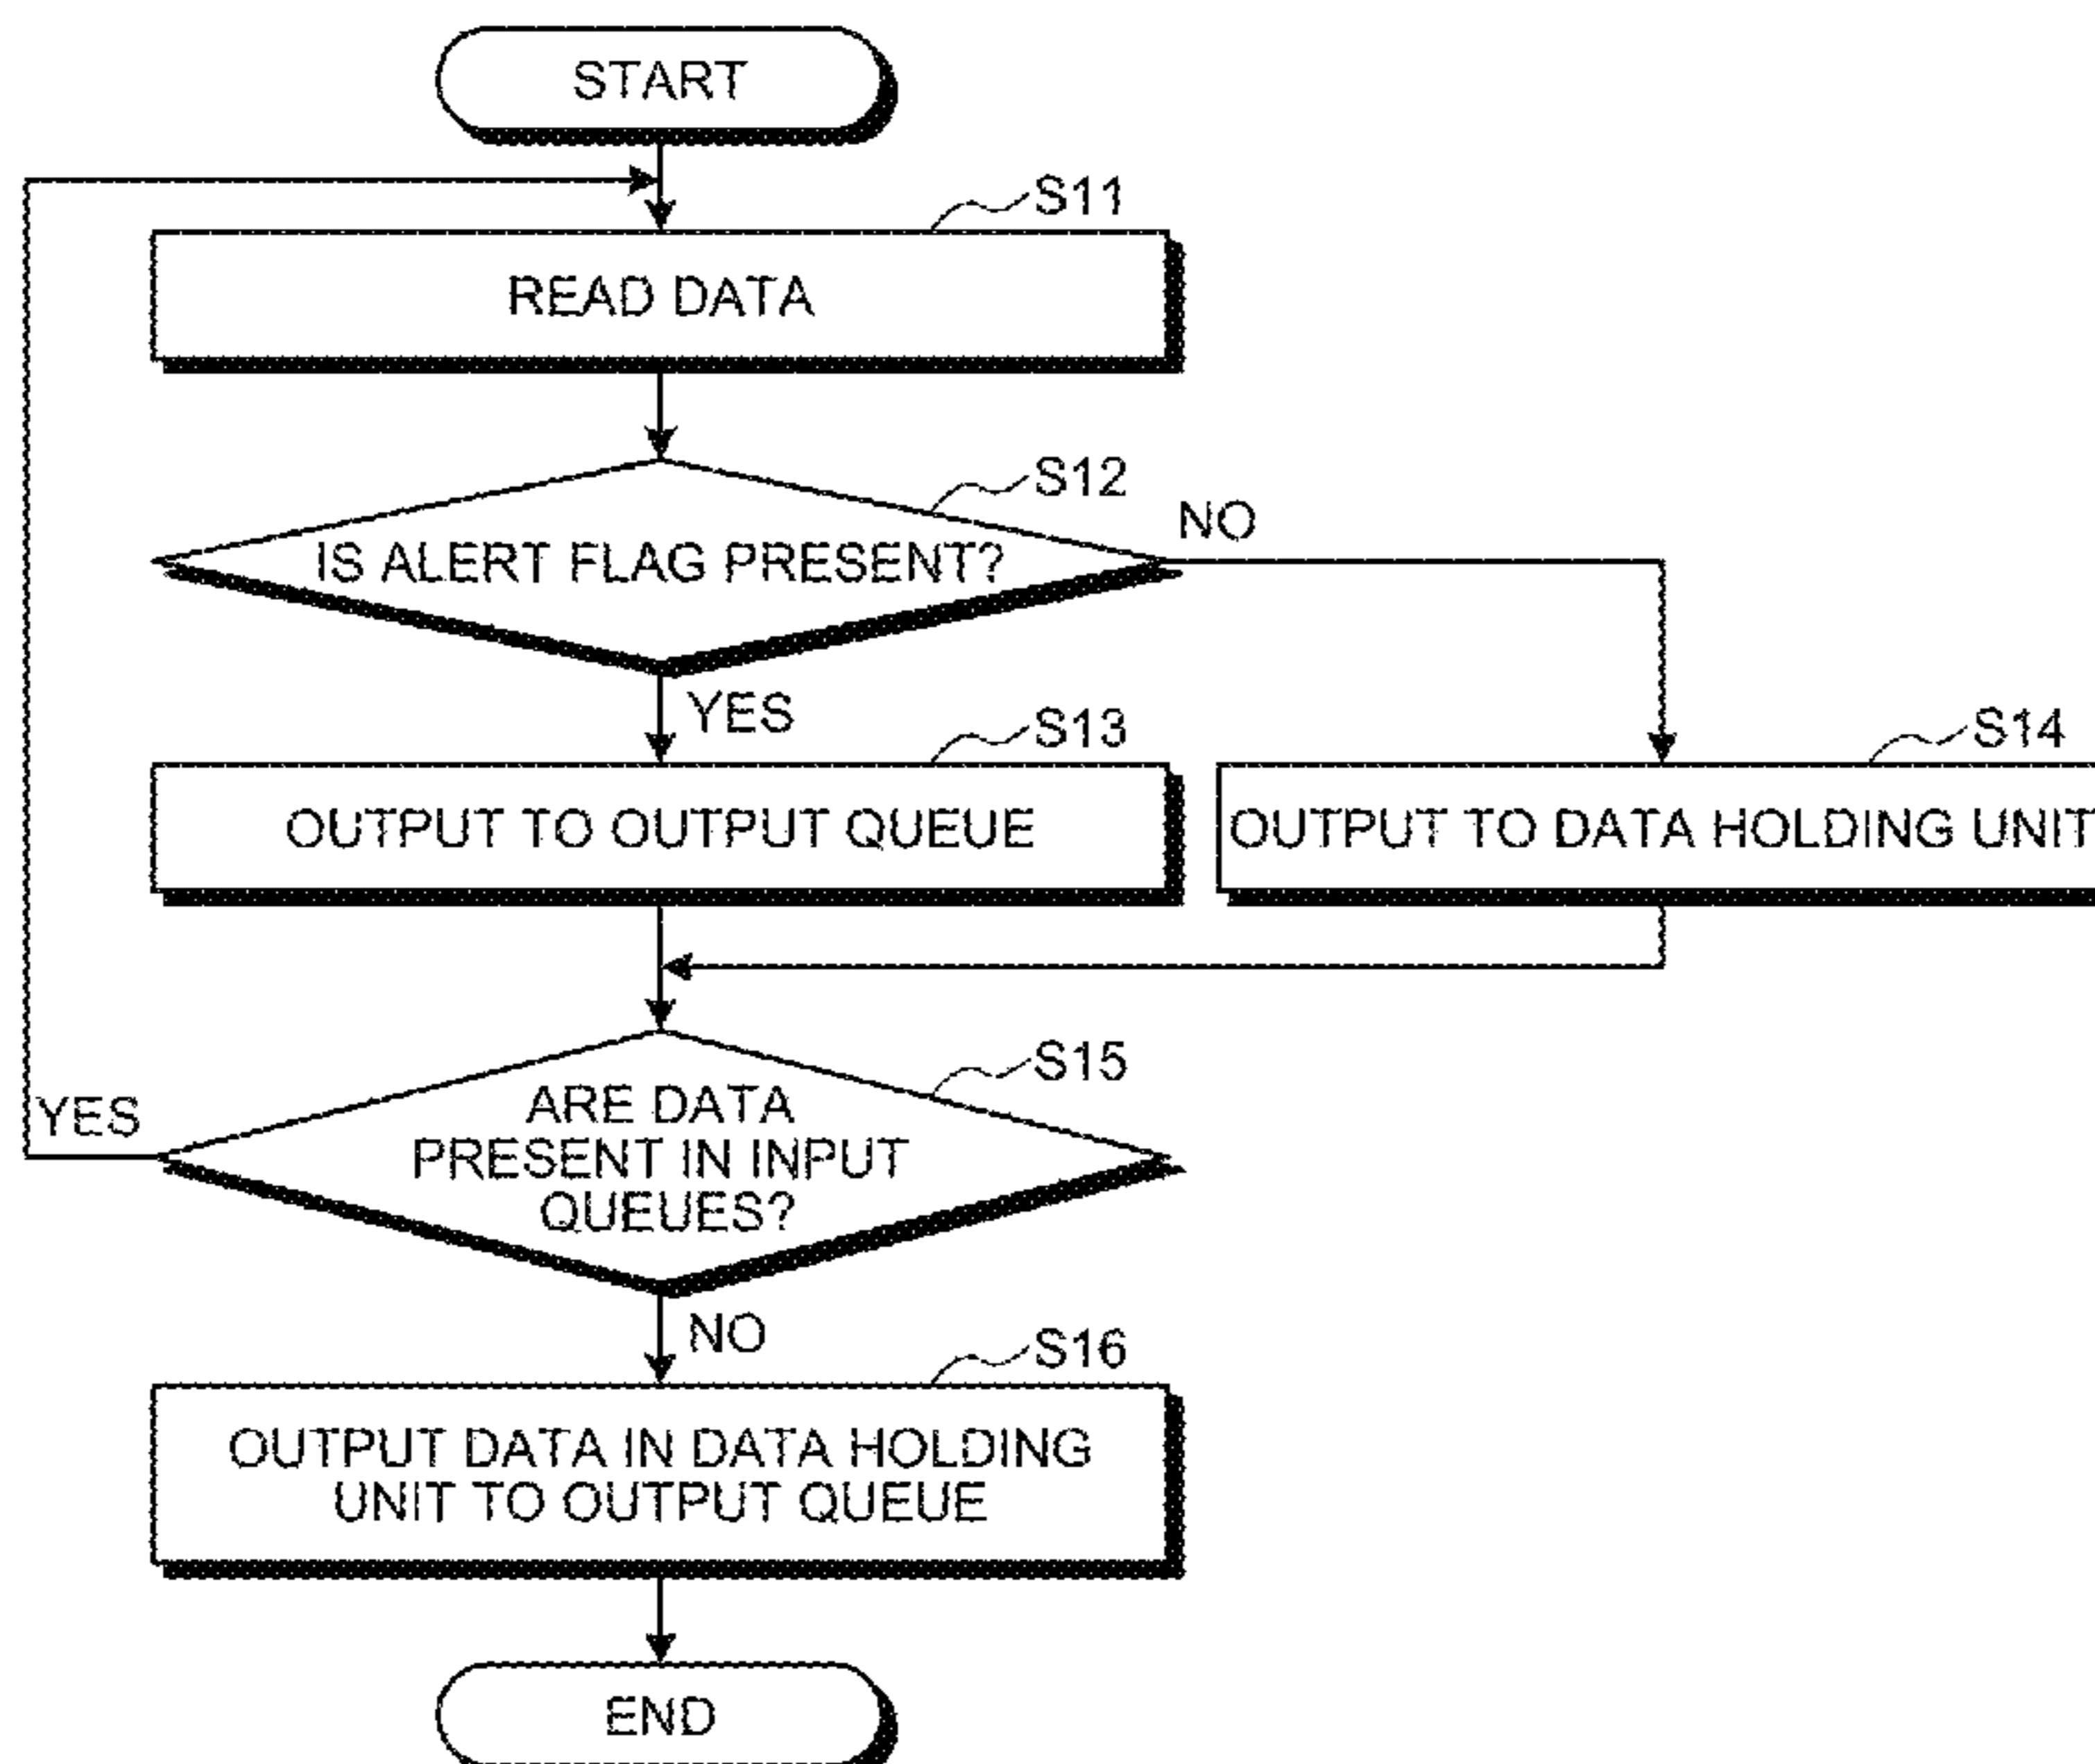 START
S11
READ DATA
S12
NO
IS ALERT FLAG PRESENT?
YES
S13
S14
OUTPUT TO OUTPUT QUEUE
OUTPUT TO DATA HOLDING UNIT
S15
YES
ARE DATA
PRESENT IN INPUT
QUEUES?
NO
S16
OUTPUT DATA IN DATA HOLDING
UNIT TO OUTPUT QUEUE
END